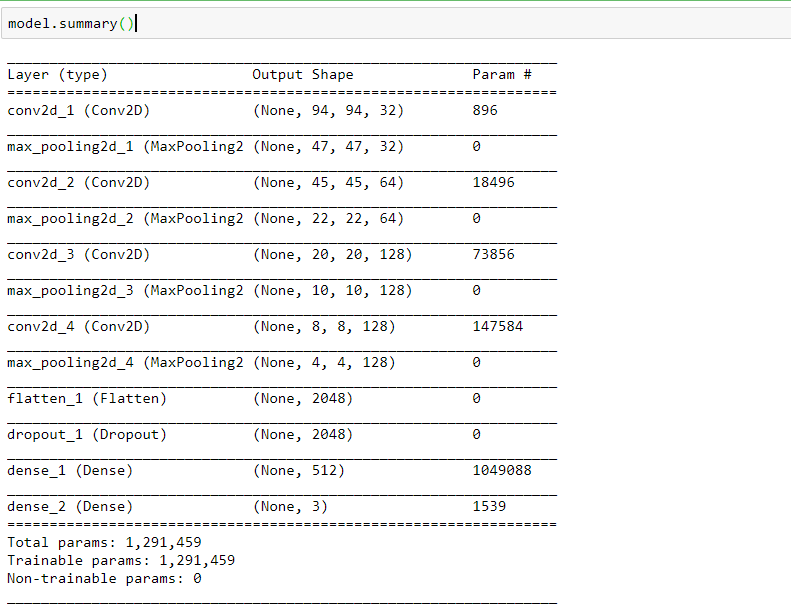 model.summary()
_________________________________________________________________
Layer (type)                 Output Shape              Param #
=================================================================
conv2d_1 (Conv2D)            (None, 94, 94, 32)        896
_________________________________________________________________
max_pooling2d_1 (MaxPooling2 (None, 47, 47, 32)        0
_________________________________________________________________
conv2d_2 (Conv2D)            (None, 45, 45, 64)        18496
_________________________________________________________________
max_pooling2d_2 (MaxPooling2 (None, 22, 22, 64)        0
_________________________________________________________________
conv2d_3 (Conv2D)            (None, 20, 20, 128)       73856
_________________________________________________________________
max_pooling2d_3 (MaxPooling2 (None, 10, 10, 128)       0
_________________________________________________________________
conv2d_4 (Conv2D)            (None, 8, 8, 128)         147584
_________________________________________________________________
max_pooling2d_4 (MaxPooling2 (None, 4, 4, 128)         0
_________________________________________________________________
flatten_1 (Flatten)          (None, 2048)              0
_________________________________________________________________
dropout_1 (Dropout)          (None, 2048)              0
_________________________________________________________________
dense_1 (Dense)              (None, 512)               1049088
_________________________________________________________________
dense_2 (Dense)              (None, 3)                 1539
=================================================================
Total params: 1,291,459
Trainable params: 1,291,459
Non-trainable params: 0
_________________________________________________________________